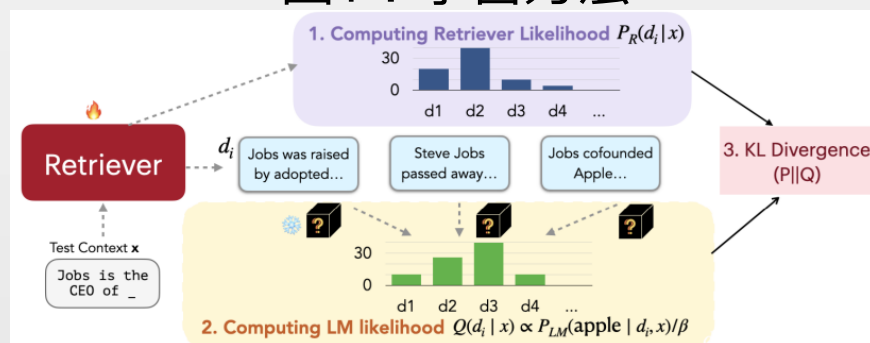 1. Computing Retriever Likelihood P_R(d_i|x)
30
0
d1 d2 d3 d4 ...
Retriever
d_i
Jobs was raised
by adopted...
Steve Jobs
passed away...
Jobs cofounded
Apple...
3. KL Divergence
(P||Q)
Test Context x
Jobs is the
CEO of _
?
?
?
30
0
d1 d2 d3 d4 ...
2. Computing LM likelihood Q(d_i | x) ∝ P_LM(apple | d_i, x)/β